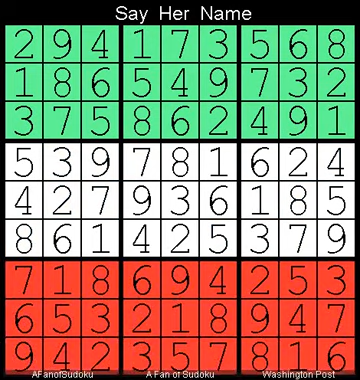 Say Her Name
2 9 4 1 7 3 5 6 8
1 8 6 5 4 9 7 3 2
3 7 5 8 6 2 4 9 1
5 3 9 7 8 1 6 2 4
4 2 7 9 3 6 1 8 5
8 6 1 4 2 5 3 7 9
7 1 8 6 9 4 2 5 3
6 5 3 2 1 8 9 4 7
9 4 2 3 5 7 8 1 6
AFanofSudoku A Fan of Sudoku Washington Post